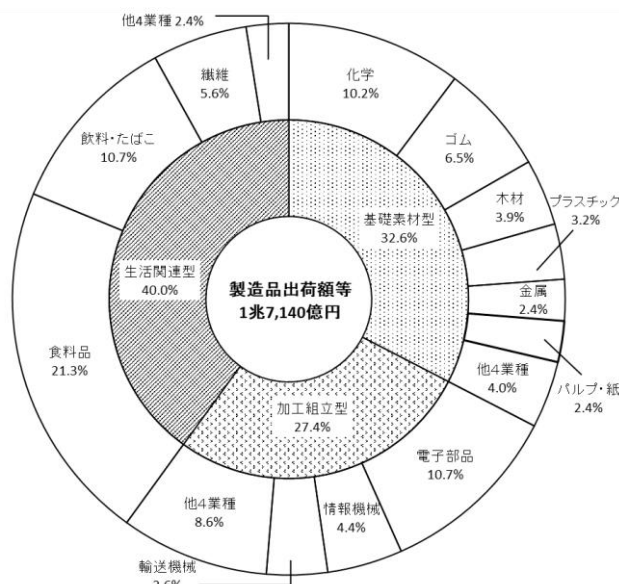 他4業種 2.4%
繊維
5.6%
飲料・たばこ
10.7%
食料品
21.3%
生活関連型
40.0%
化学
10.2%
ゴム
6.5%
木材
3.9%
プラスチック
3.2%
金属
2.4%
パルプ・紙
2.4%
他4業種
4.0%
基礎素材型
32.6%
製造品出荷額等
1兆7,140億円
加工組立型
27.4%
電子部品
10.7%
情報機械
4.4%
輸送機械
3.6%
他4業種
8.6%